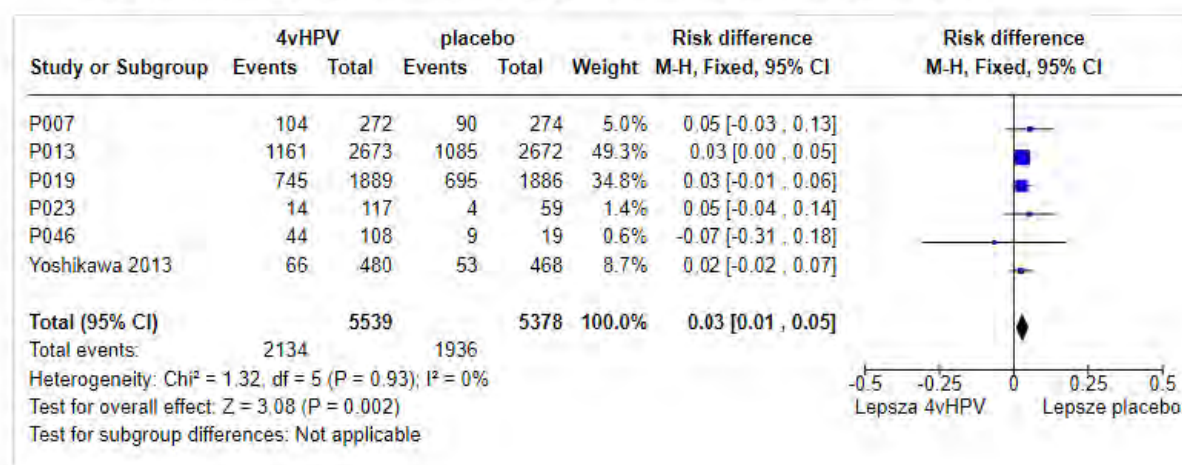 4vHPV placebo Risk difference Risk difference
Study or Subgroup Events Total Events Total Weight M-H, Fixed, 95% CI M-H, Fixed, 95% CI
P007 104 272 90 274 5.0% 0.05 [-0.03 , 0.13]
P013 1161 2673 1085 2672 49.3% 0.03 [0.00 , 0.05]
P019 745 1889 695 1886 34.8% 0.03 [-0.01 , 0.06]
P023 14 117 4 59 1.4% 0.05 [-0.04 , 0.14]
P046 44 108 9 19 0.6% -0.07 [-0.31 , 0.18]
Yoshikawa 2013 66 480 53 468 8.7% 0.02 [-0.02 , 0.07]
Total (95% CI) 5539 5378 100.0% 0.03 [0.01 , 0.05]
Total events: 2134 1936
Heterogeneity: Chi² = 1.32, df = 5 (P = 0.93); I² = 0%
Test for overall effect: Z = 3.08 (P = 0.002)
Test for subgroup differences: Not applicable
-0.5 -0.25 0 0.25 0.5
Lepsza 4vHPV Lepsze placebo